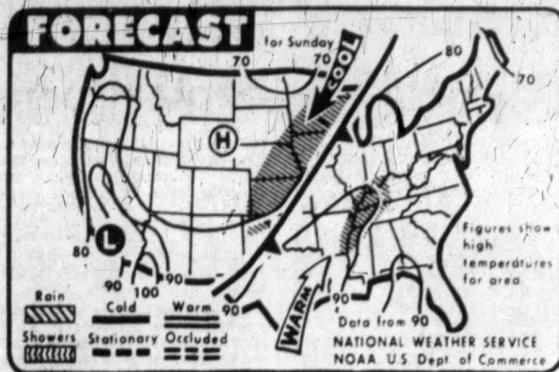 FORECAST
for Sunday
70
70
COOL
80
70
H
L
80
90
100
90
90
WARM
90
90
Figures show
high
temperatures
for area
Rain
Cold
Warm
Showers
Stationary
Occluded
Data from
NATIONAL WEATHER SERVICE
NOAA. U.S. Dept. of Commerce